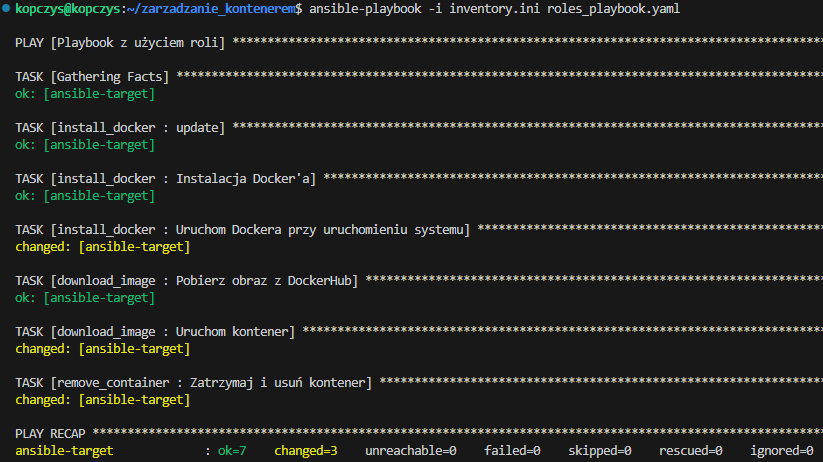 kopczys@kopczys:~/zarzadzanie_kontenerem$ ansible-playbook -i inventory.ini roles_playbook.yaml
PLAY [Playbook z użyciem roli] *************************************************************************************
TASK [Gathering Facts] *********************************************************************************************
ok: [ansible-target]
TASK [install_docker : update] *************************************************************************************
ok: [ansible-target]
TASK [install_docker : Instalacja Docker'a] ************************************************************************
ok: [ansible-target]
TASK [install_docker : Uruchom Dockera przy uruchomieniu systemu] **************************************************
changed: [ansible-target]
TASK [download_image : Pobierz obraz z DockerHub] ******************************************************************
ok: [ansible-target]
TASK [download_image : Uruchom kontener] ***************************************************************************
changed: [ansible-target]
TASK [remove_container : Zatrzymaj i usuń kontener] ****************************************************************
changed: [ansible-target]
PLAY RECAP *********************************************************************************************************
ansible-target             : ok=7    changed=3    unreachable=0    failed=0    skipped=0    rescued=0    ignored=0